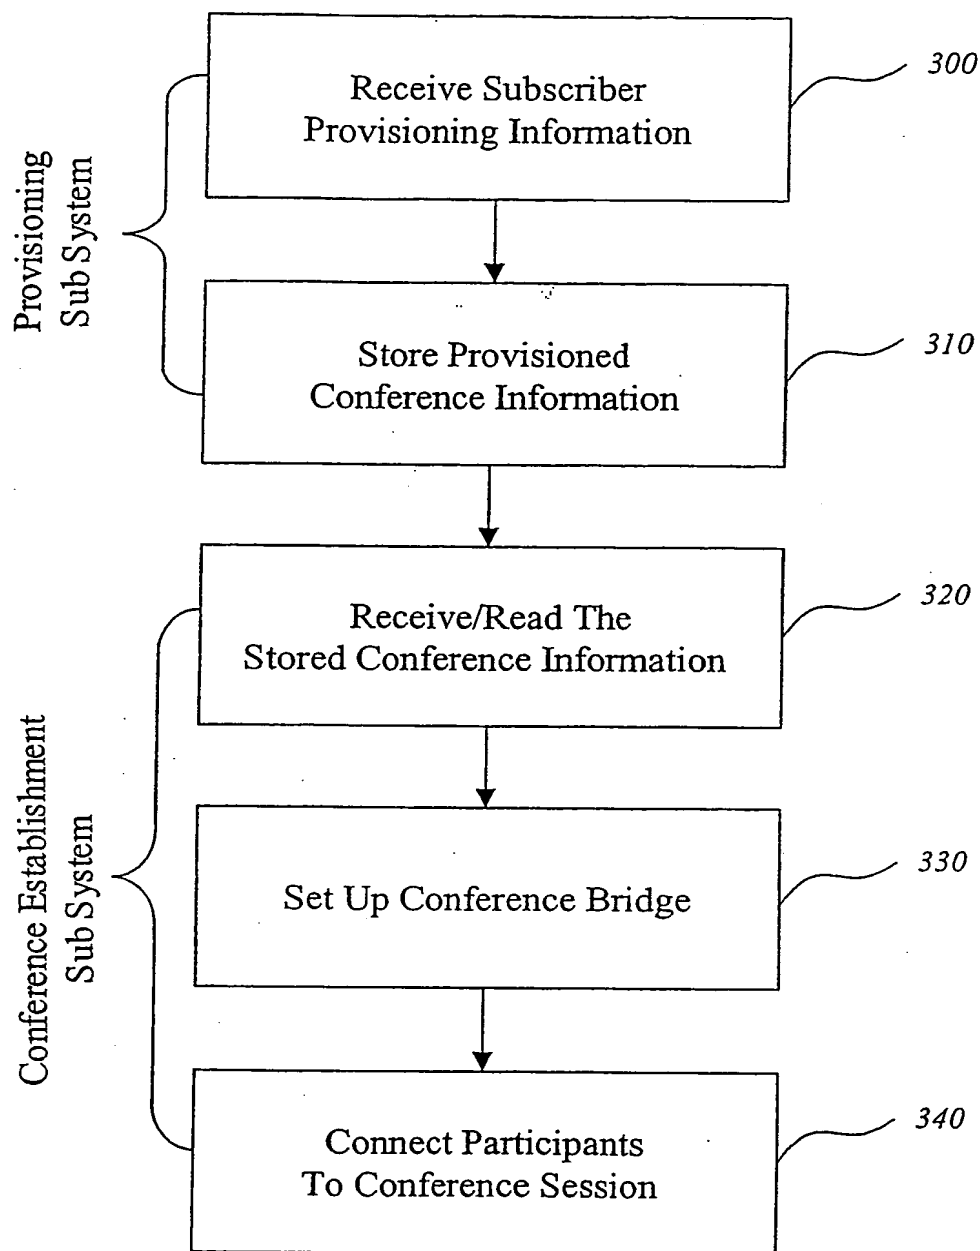 Receive Subscriber
Provisioning Information
300
Provisioning
Sub System
Store Provisioned
Conference Information
310
Receive/Read The
Stored Conference Information
320
Conference Establishment
Sub System
Set Up Conference Bridge
330
Connect Participants
To Conference Session
340